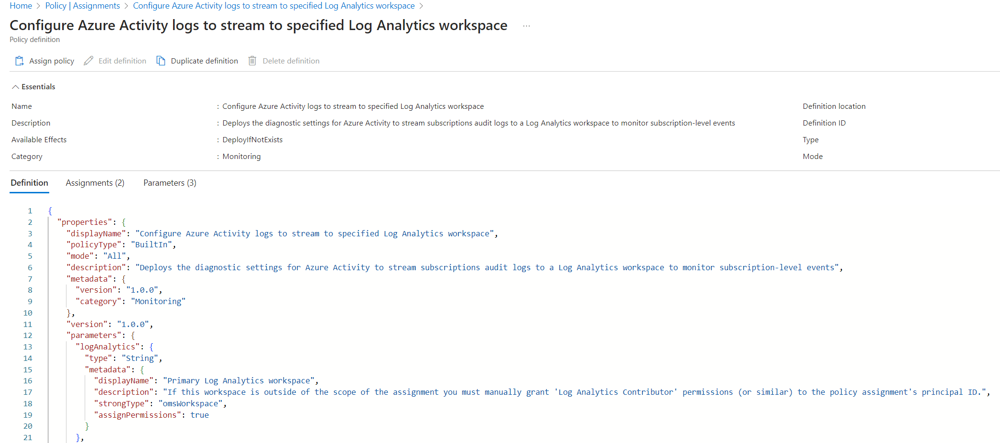 Home > Policy | Assignments > Configure Azure Activity logs to stream to specified Log Analytics workspace >
Configure Azure Activity logs to stream to specified Log Analytics workspace ...
Policy definition
Assign policy Edit definition Duplicate definition Delete definition
Essentials
Name : Configure Azure Activity logs to stream to specified Log Analytics workspace Definition location
Description : Deploys the diagnostic settings for Azure Activity to stream subscriptions audit logs to a Log Analytics workspace to monitor subscription-level events Definition ID
Available Effects : DeployIfNotExists Type
Category : Monitoring Mode
Definition Assignments (2) Parameters (3)
1 {
2 "properties": {
3 "displayName": "Configure Azure Activity logs to stream to specified Log Analytics workspace",
4 "policyType": "BuiltIn",
5 "mode": "All",
6 "description": "Deploys the diagnostic settings for Azure Activity to stream subscriptions audit logs to a Log Analytics workspace to monitor subscription-level events",
7 "metadata": {
8 "version": "1.0.0",
9 "category": "Monitoring"
10 },
11 "version": "1.0.0",
12 "parameters": {
13 "logAnalytics": {
14 "type": "String",
15 "metadata": {
16 "displayName": "Primary Log Analytics workspace",
17 "description": "If this workspace is outside of the scope of the assignment you must manually grant 'Log Analytics Contributor' permissions (or similar) to the policy assignment's principal ID.",
18 "strongType": "omsWorkspace",
19 "assignPermissions": true
20 }
21 },